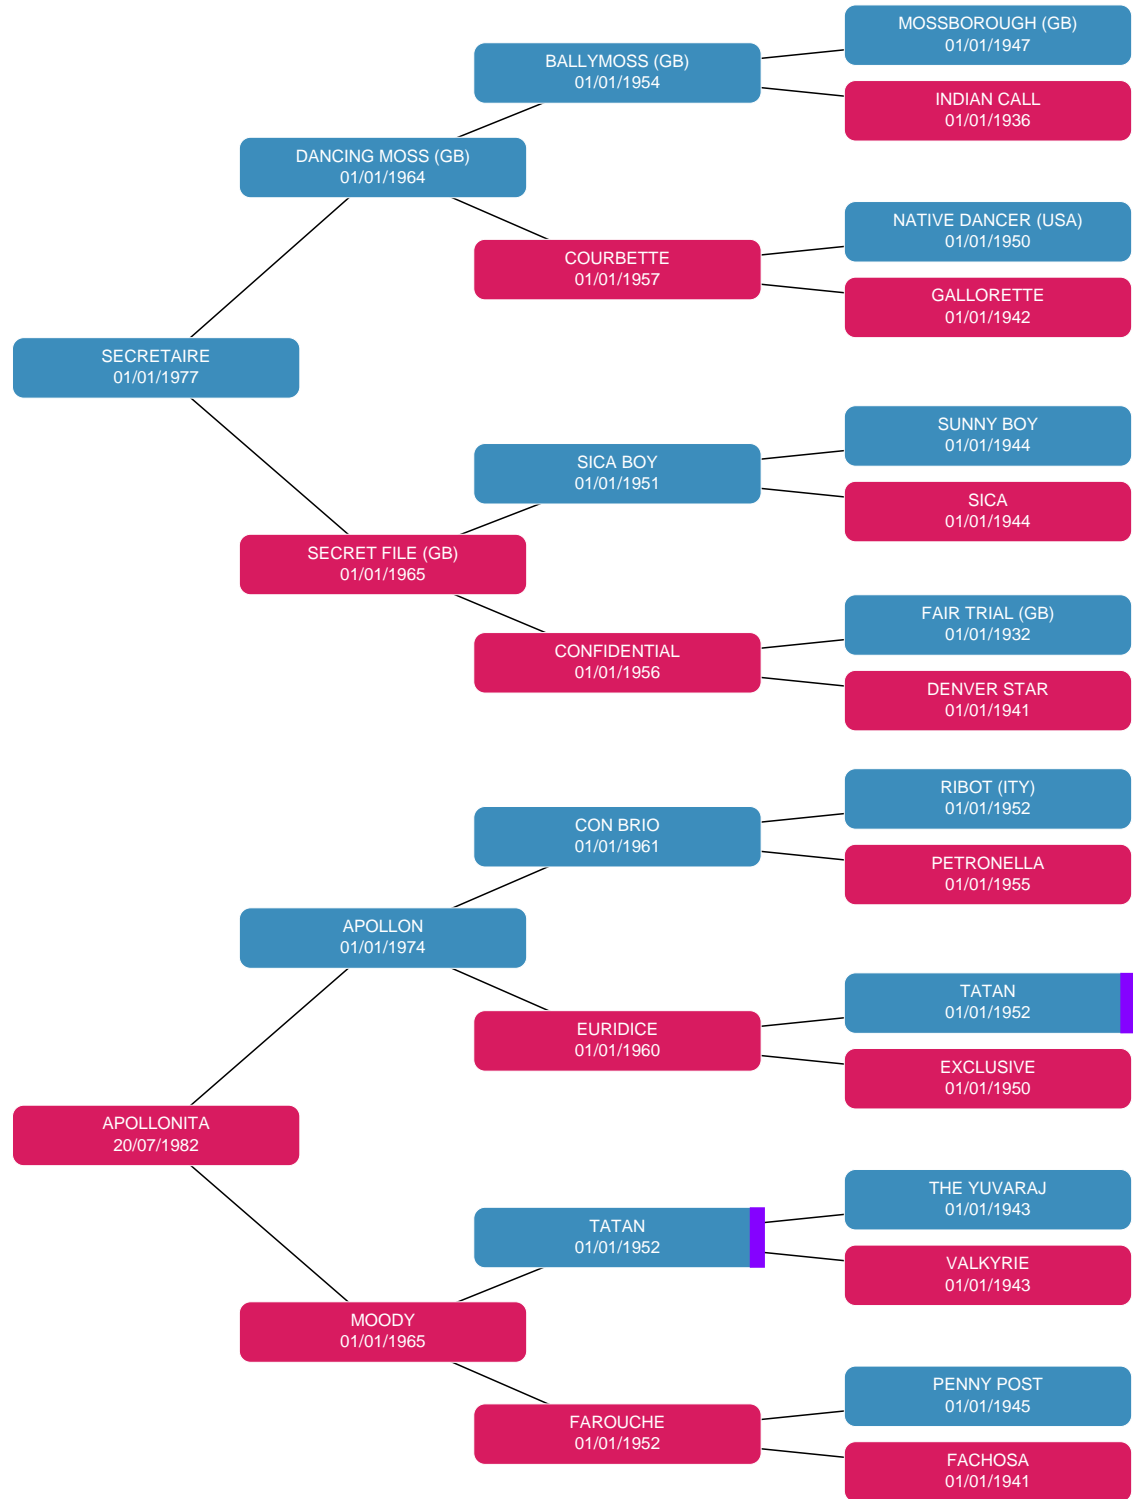 MOSSBOROUGH (GB)
01/01/1947
BALLYMOSS (GB)
01/01/1954
INDIAN CALL
01/01/1936
DANCING MOSS (GB)
01/01/1964
NATIVE DANCER (USA)
01/01/1950
COURBETTE
01/01/1957
GALLORETTE
01/01/1942
SECRETAIRE
01/01/1977
SUNNY BOY
01/01/1944
SICA BOY
01/01/1951
SICA
01/01/1944
SECRET FILE (GB)
01/01/1965
FAIR TRIAL (GB)
01/01/1932
CONFIDENTIAL
01/01/1956
DENVER STAR
01/01/1941
RIBOT (ITY)
01/01/1952
CON BRIO
01/01/1961
PETRONELLA
01/01/1955
APOLLON
01/01/1974
TATAN
01/01/1952
EURIDICE
01/01/1960
EXCLUSIVE
01/01/1950
APOLLONITA
20/07/1982
THE YUVARAJ
01/01/1943
TATAN
01/01/1952
VALKYRIE
01/01/1943
MOODY
01/01/1965
PENNY POST
01/01/1945
FAROUCHE
01/01/1952
FACHOSA
01/01/1941